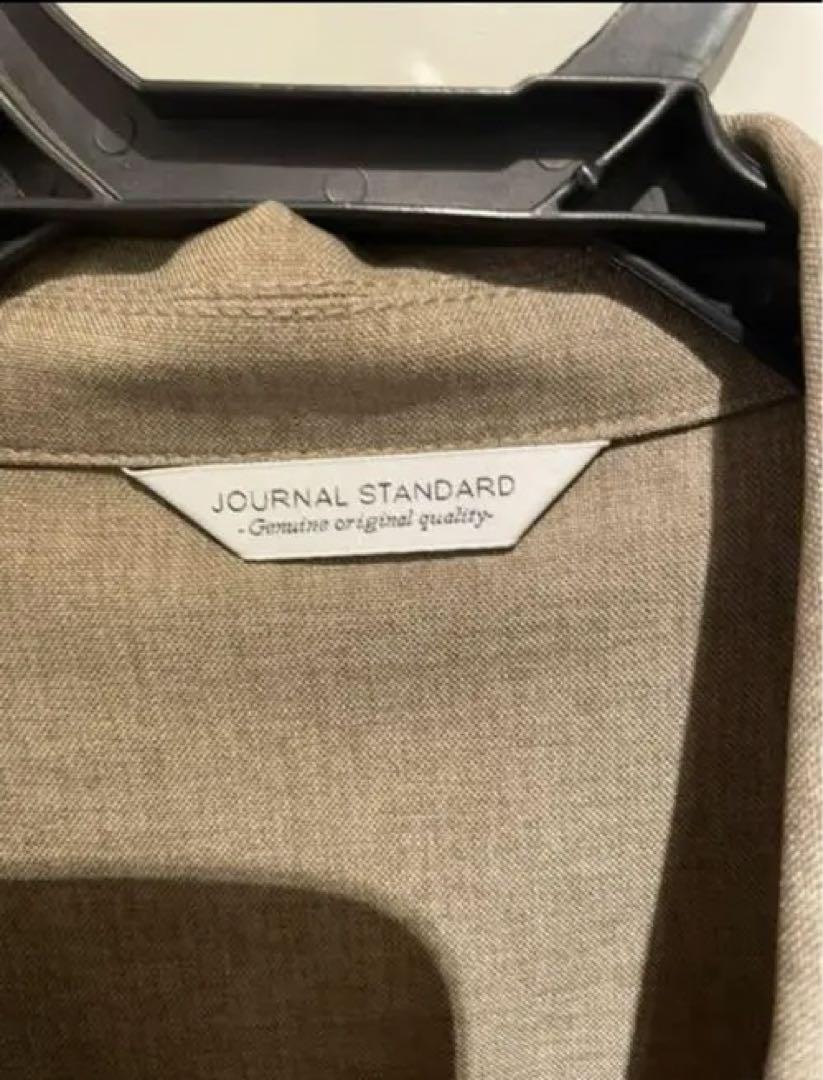 JOURNAL STANDARD
- Genuine original quality-